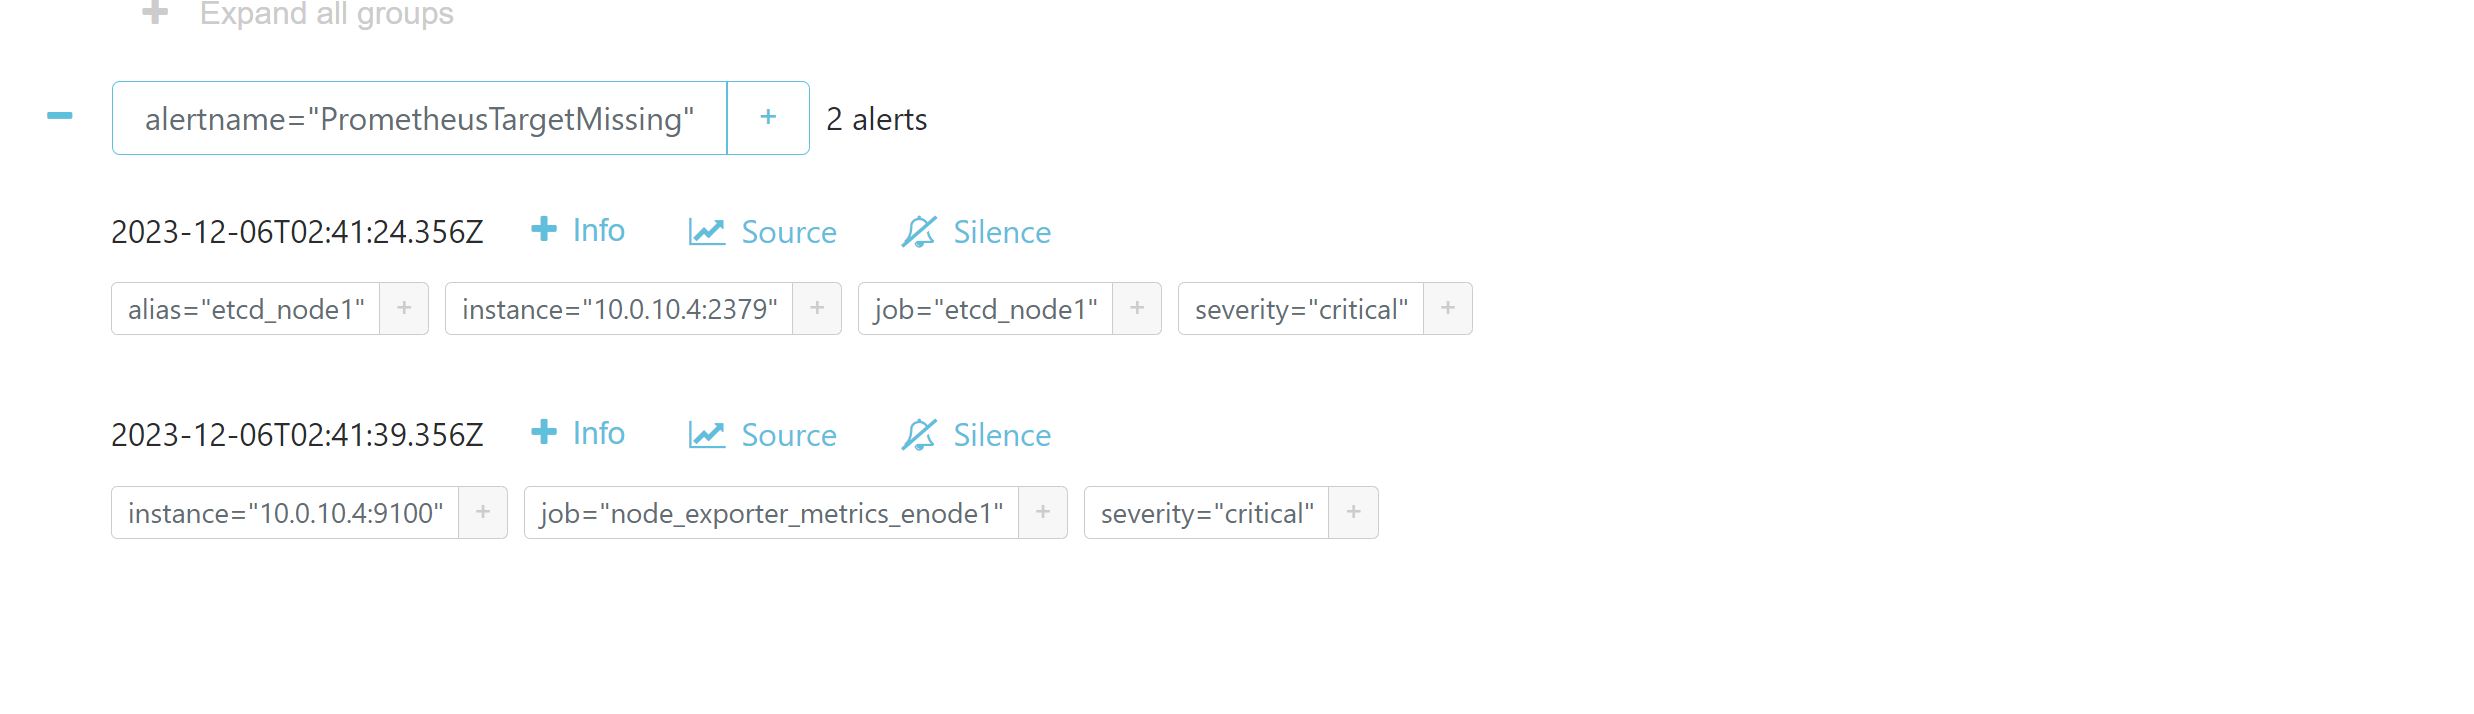 + Expand all groups
− alertname="PrometheusTargetMissing" + 2 alerts
2023-12-06T02:41:24.356Z + Info Source Silence
alias="etcd_node1" + instance="10.0.10.4:2379" + job="etcd_node1" + severity="critical" +
2023-12-06T02:41:39.356Z + Info Source Silence
instance="10.0.10.4:9100" + job="node_exporter_metrics_enode1" + severity="critical" +